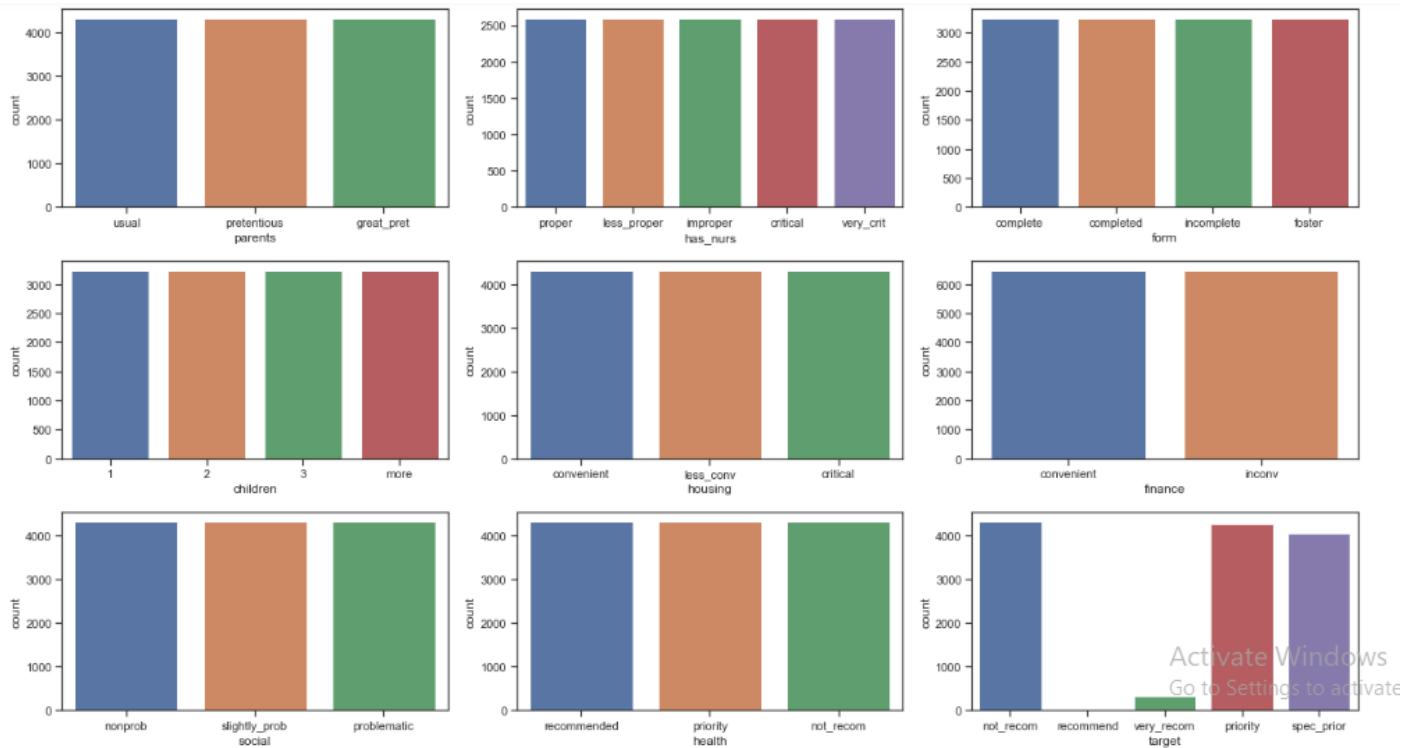 count
4000
3000
2000
1000
0
usual pretentious great_pret
parents
count
2500
2000
1500
1000
500
0
proper less_proper improper critical very_crit
has_nurs
count
3000
2500
2000
1500
1000
500
0
complete completed incomplete foster
form
count
3000
2500
2000
1500
1000
500
0
1 2 3 more
children
count
4000
3000
2000
1000
0
convenient less_conv critical
housing
count
6000
5000
4000
3000
2000
1000
0
convenient inconv
finance
count
4000
3000
2000
1000
0
nonprob slightly_prob problematic
social
count
4000
3000
2000
1000
0
recommended priority not_recom
health
count
4000
3000
2000
1000
0
not_recom recommend very_recom priority spec_prior
target
Activate Windows
Go to Settings to activate